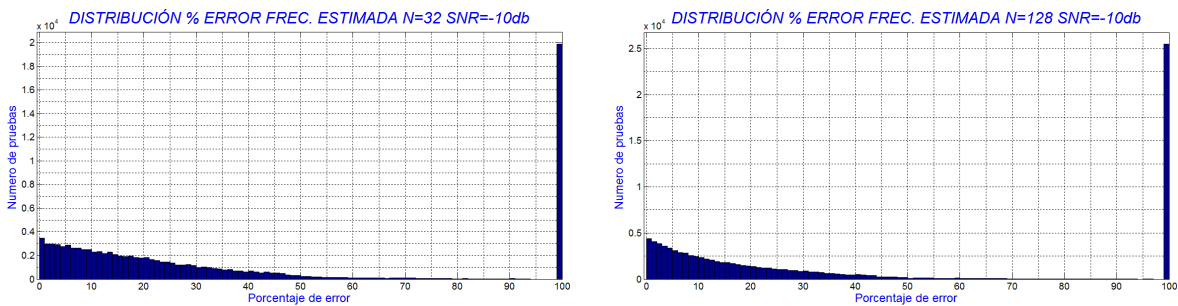 DISTRIBUCIÓN % ERROR FREC. ESTIMADA N=32 SNR=-10db
x 10^4
2
1.8
1.6
1.4
1.2
1
0.8
0.6
0.4
0.2
0
Numero de pruebas
0 10 20 30 40 50 60 70 80 90 100
Porcentaje de error
DISTRIBUCIÓN % ERROR FREC. ESTIMADA N=128 SNR=-10db
x 10^4
2.5
2
1.5
1
0.5
0
Numero de pruebas
0 10 20 30 40 50 60 70 80 90 100
Porcentaje de error